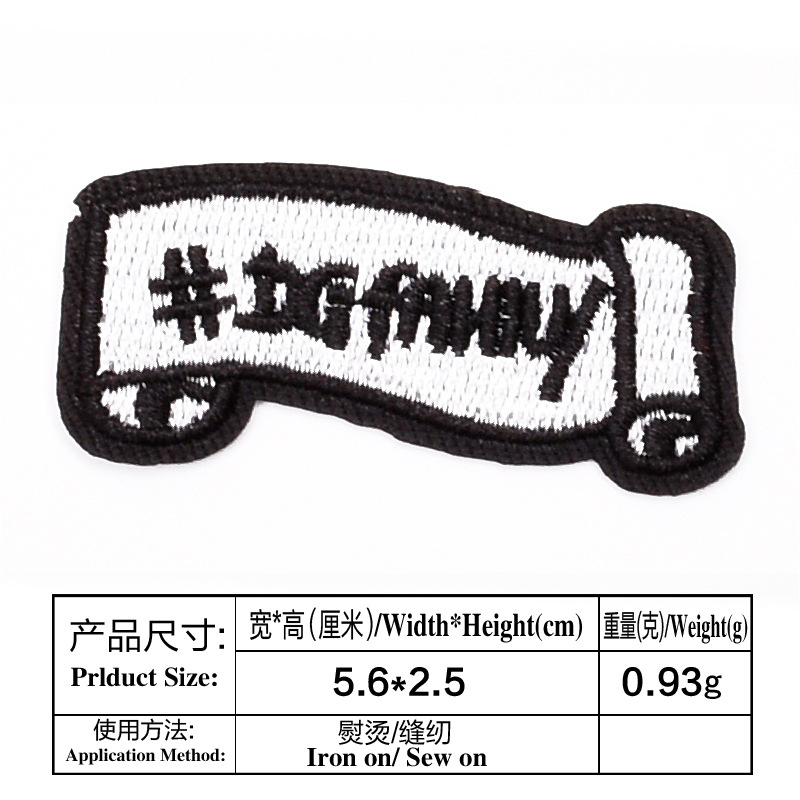 #DGFAMILY
产品尺寸:
Prlduct Size:
宽*高(厘米)/Width*Height(cm)
重量(克)/Weight(g)
5.6*2.5
0.93g
使用方法:
Application Method:
熨烫/缝纫
Iron on/ Sew on